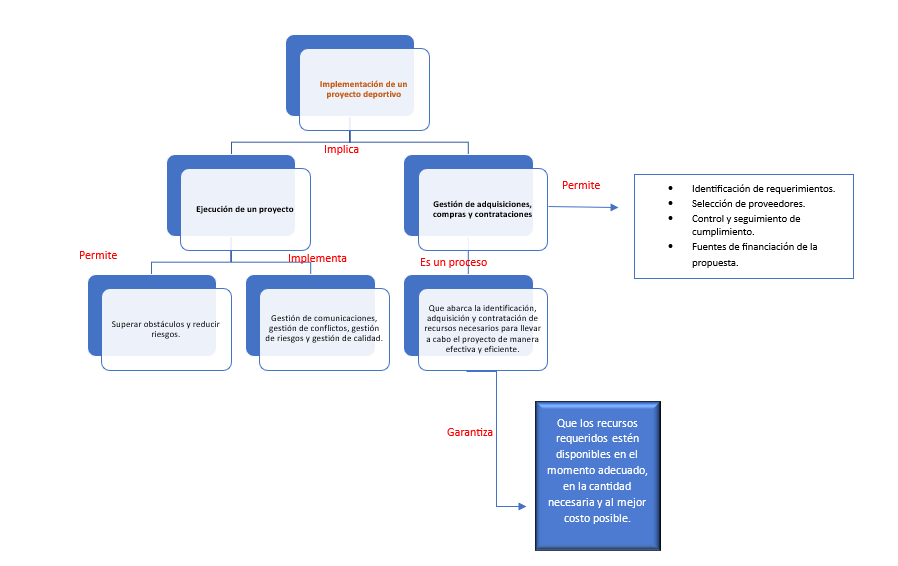 Implementación de un
proyecto deportivo
Implica
Ejecución de un proyecto
Gestión de adquisiciones,
compras y contrataciones
Permite
• Identificación de requerimientos.
• Selección de proveedores.
• Control y seguimiento de
cumplimiento.
• Fuentes de financiación de la
propuesta.
Permite
Implementa
Es un proceso
Superar obstáculos y reducir
riesgos.
Gestión de comunicaciones,
gestión de conflictos, gestión
de riesgos y gestión de calidad.
Que abarca la identificación,
adquisición y contratación de
recursos necesarios para llevar
a cabo el proyecto de manera
efectiva y eficiente.
Garantiza
Que los recursos
requeridos estén
disponibles en el
momento adecuado,
en la cantidad
necesaria y al mejor
costo posible.